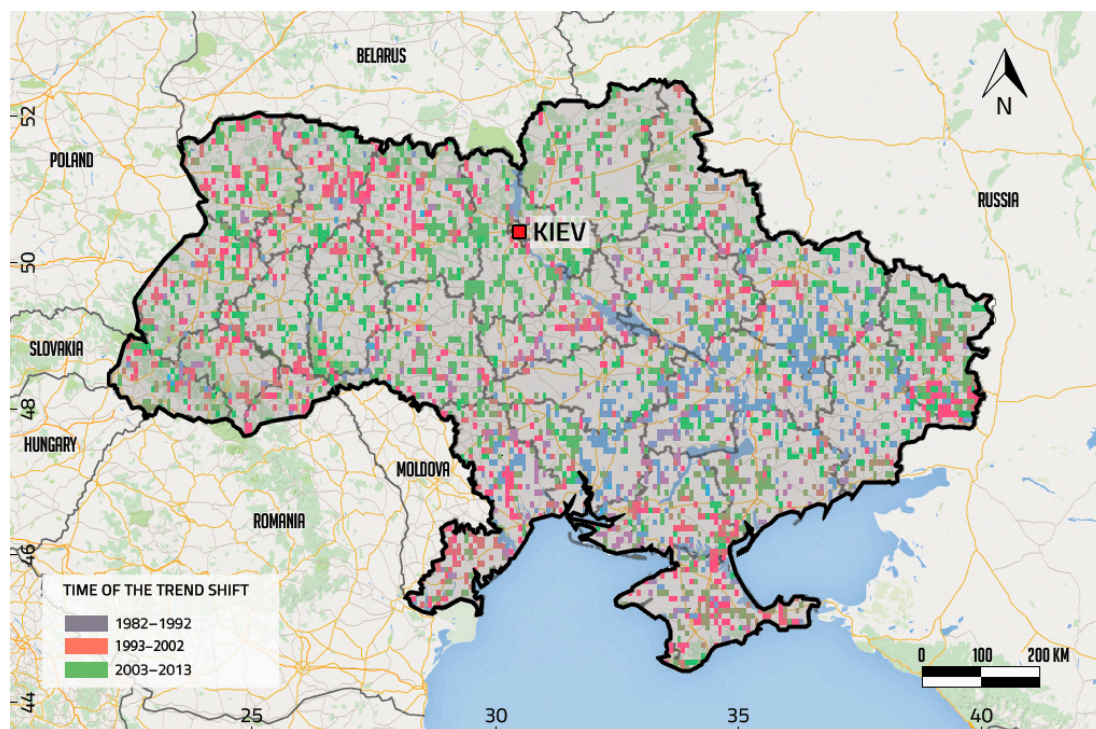 BELARUS
52
N
POLAND
RUSSIA
KIEV
50
SLOVAKIA
48
HUNGARY
MOLDOVA
ROMANIA
46
TIME OF THE TREND SHIFT
1982–1992
1993–2002
2003–2013
0 100 200 KM
44
25 30 35 40